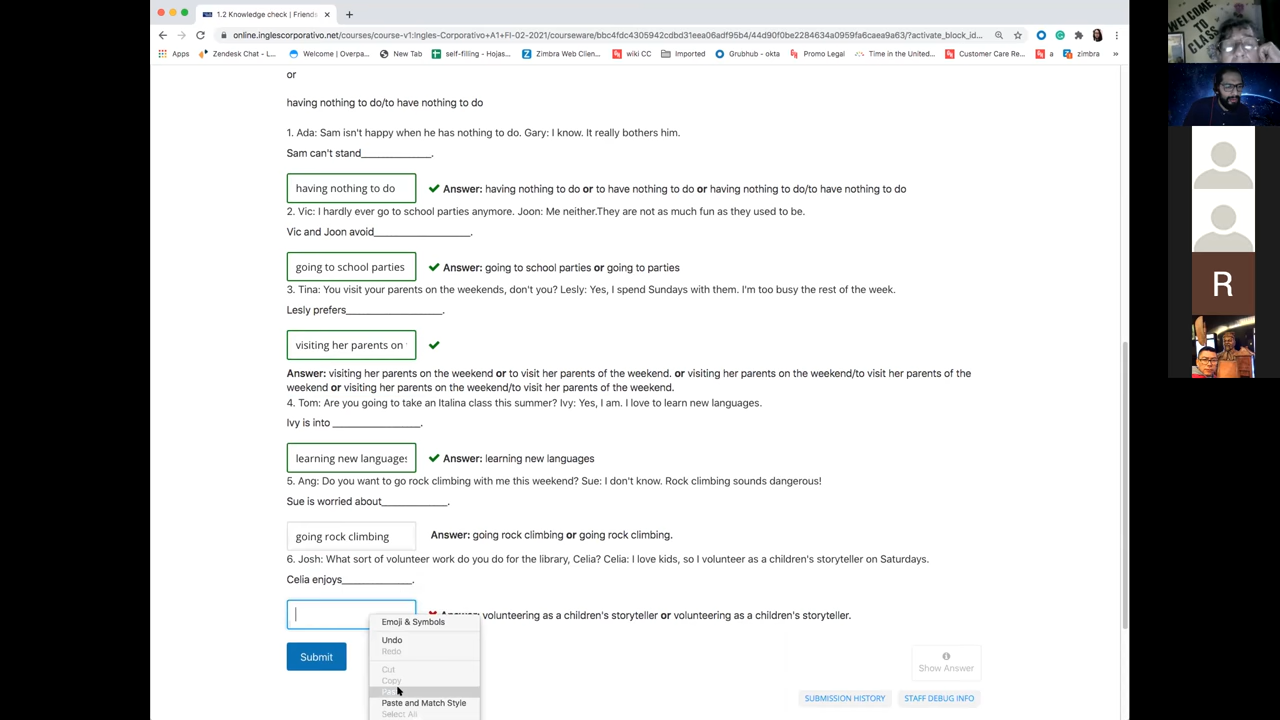 1.2 Knowledge check | Friends
online.inglescorporativo.net/courses/course-v1:Ingles-Corporativo+A1+FI-02-2021/courseware/bbc4fdc4305942cdbd31eea06adf95b4/44d90f0be2284634a0959fa6caea9a63/?activate_block_id...
Apps Zendesk Chat - L... Welcome | Overpa... New Tab self-filling - Friends... Zimbra Web Clien... wiki CC Imported Grubhub - okta Promo Legal Time in the United... Customer Care Re... a zimbra
WELCOME TO CLASS
or
having nothing to do/to have nothing to do
1. Ada: Sam isn't happy when he has nothing to do. Gary: I know. It really bothers him.
Sam can't stand______________.
having nothing to do Answer: having nothing to do or to have nothing to do or having nothing to do/to have nothing to do
2. Vic: I hardly ever go to school parties anymore. Joon: Me neither.They are not as much fun as they used to be.
Vic and Joon avoid___________________.
going to school parties Answer: going to school parties or going to parties
3. Tina: You visit your parents on the weekends, don't you? Lesly: Yes, I spend Sundays with them. I'm too busy the rest of the week.
Lesly prefers___________________.
visiting her parents on
Answer: visiting her parents on the weekend or to visit her parents of the weekend. or visiting her parents on the weekend/to visit her parents of the
weekend or visiting her parents on the weekend/to visit her parents of the weekend.
4. Tom: Are you going to take an Italina class this summer? Ivy: Yes, I am. I love to learn new languages.
Ivy is into _________________.
learning new languages Answer: learning new languages
5. Ang: Do you want to go rock climbing with me this weekend? Sue: I don't know. Rock climbing sounds dangerous!
Sue is worried about_____________.
going rock climbing Answer: going rock climbing or going rock climbing.
6. Josh: What sort of volunteer work do you do for the library, Celia? Celia: I love kids, so I volunteer as a children's storyteller on Saturdays.
Celia enjoys______________.
Answer: volunteering as a children's storyteller or volunteering as a children's storyteller.
Emoji & Symbols
Undo
Redo
Cut
Copy
Paste and Match Style
Select All
Submit
Show Answer
SUBMISSION HISTORY STAFF DEBUG INFO
R